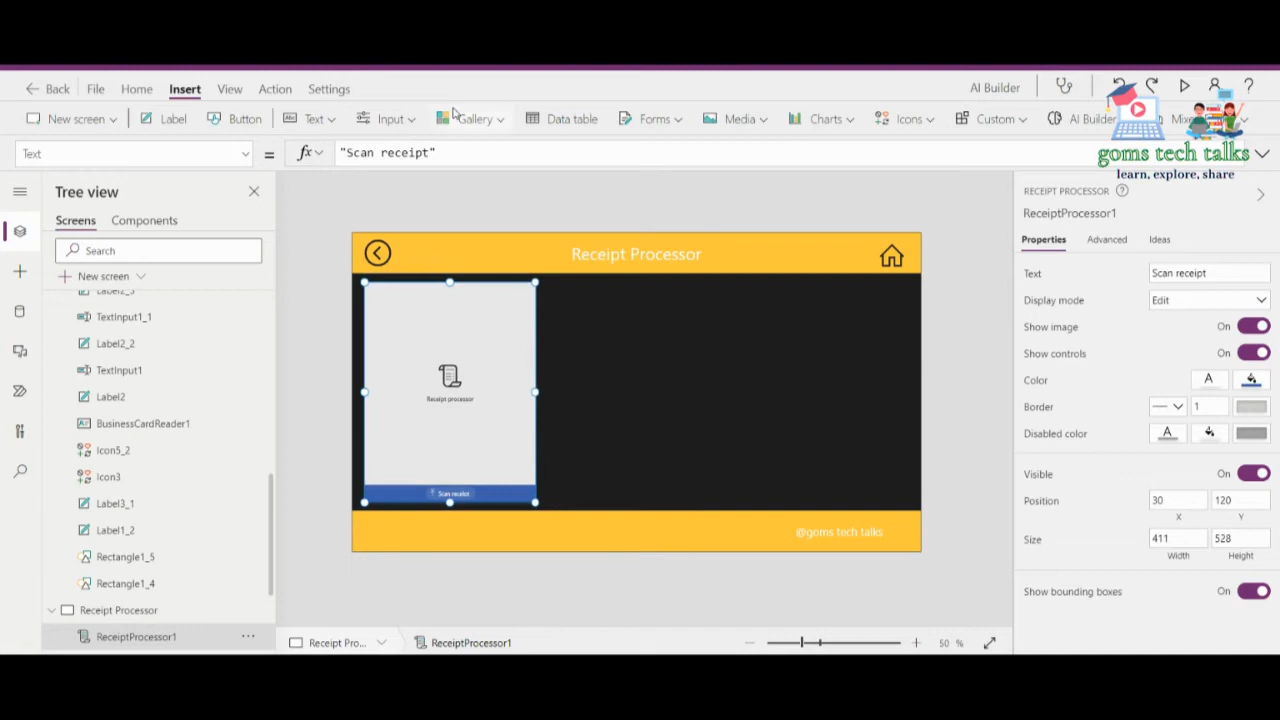 Back File Home Insert View Action Settings AI Builder
New screen Label Button Text Input Gallery Data table Forms Media Charts Icons Custom AI Builder
goms tech talks
learn, explore, share
Text = fx "Scan receipt"
Tree view
Screens Components
Search
New screen
Label2_3
TextInput1_1
Label2_2
TextInput1
Label2
BusinessCardReader1
Icon5_2
Icon3
Label3_1
Label1_2
Rectangle1_5
Rectangle1_4
Receipt Processor
ReceiptProcessor1
Receipt Processor
Receipt processor
Scan receipt
@goms tech talks
Receipt Pro... ReceiptProcessor1 50 %
RECEIPT PROCESSOR
ReceiptProcessor1
Properties Advanced Ideas
Text Scan receipt
Display mode Edit
Show image On
Show controls On
Color A
Border 1
Disabled color A
Visible On
Position 30 120
X Y
Size 411 528
Width Height
Show bounding boxes On